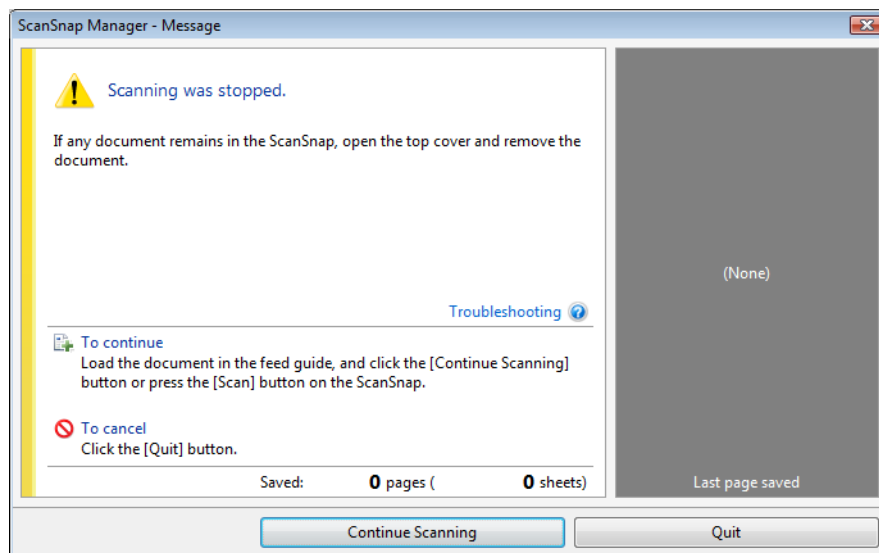 ScanSnap Manager - Message
Scanning was stopped.
If any document remains in the ScanSnap, open the top cover and remove the
document.
(None)
Troubleshooting
To continue
Load the document in the feed guide, and click the [Continue Scanning]
button or press the [Scan] button on the ScanSnap.
To cancel
Click the [Quit] button.
Saved: 0 pages ( 0 sheets)
Last page saved
Continue Scanning
Quit